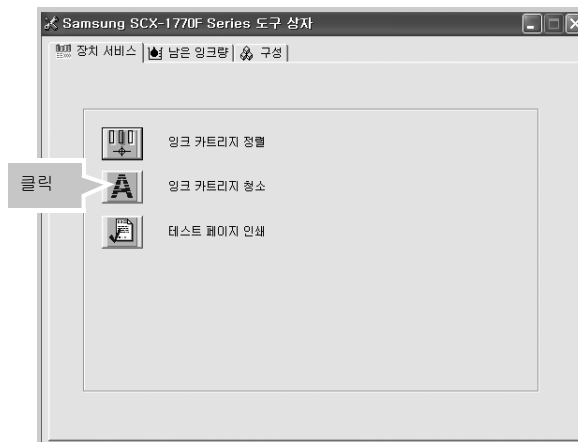 Samsung SCX-1770F Series 도구 상자
장치 서비스 남은 잉크량 구성
잉크 카트리지 정렬
클릭
잉크 카트리지 청소
테스트 페이지 인쇄